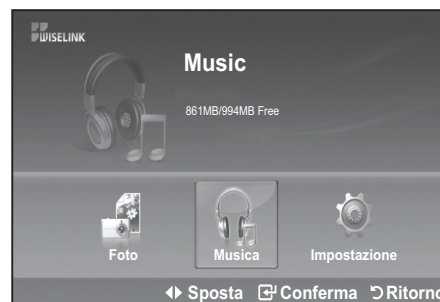 WISELINK
Music
861MB/994MB Free
Foto Musica Impostazione
Sposta Conferma Ritorno